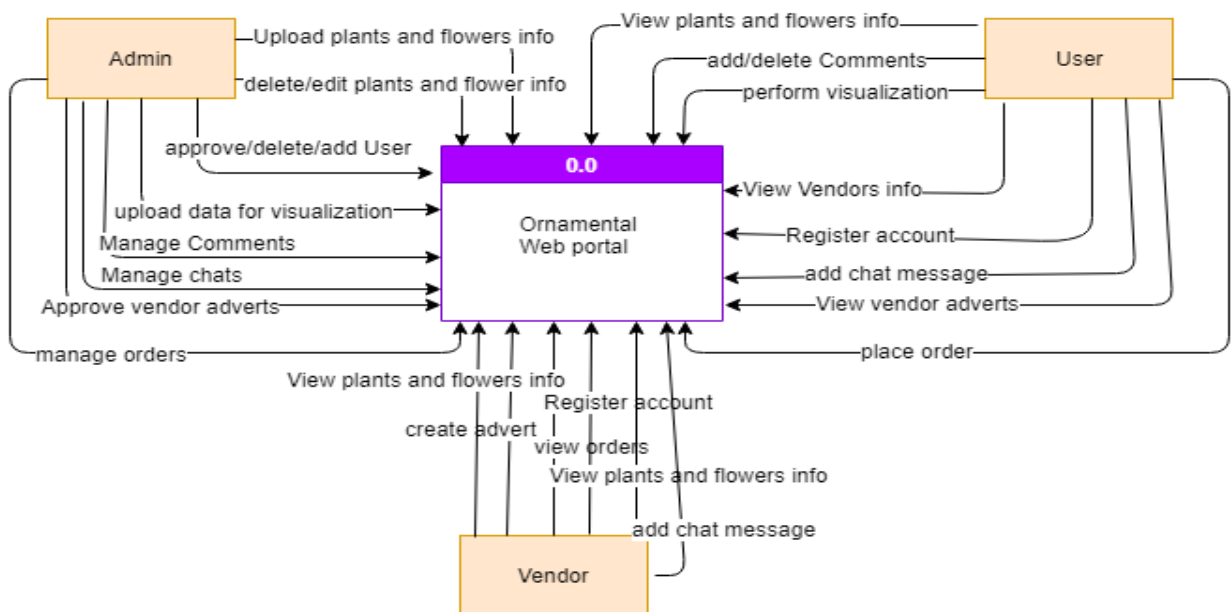 Admin
Upload plants and flowers info
delete/edit plants and flower info
approve/delete/add User
upload data for visualization
Manage Comments
Manage chats
Approve vendor adverts
manage orders
View plants and flowers info
add/delete Comments
perform visualization
User
View Vendors info
Register account
add chat message
View vendor adverts
place order
0.0
Ornamental
Web portal
View plants and flowers info
create advert
Register account
view orders
View plants and flowers info
add chat message
Vendor